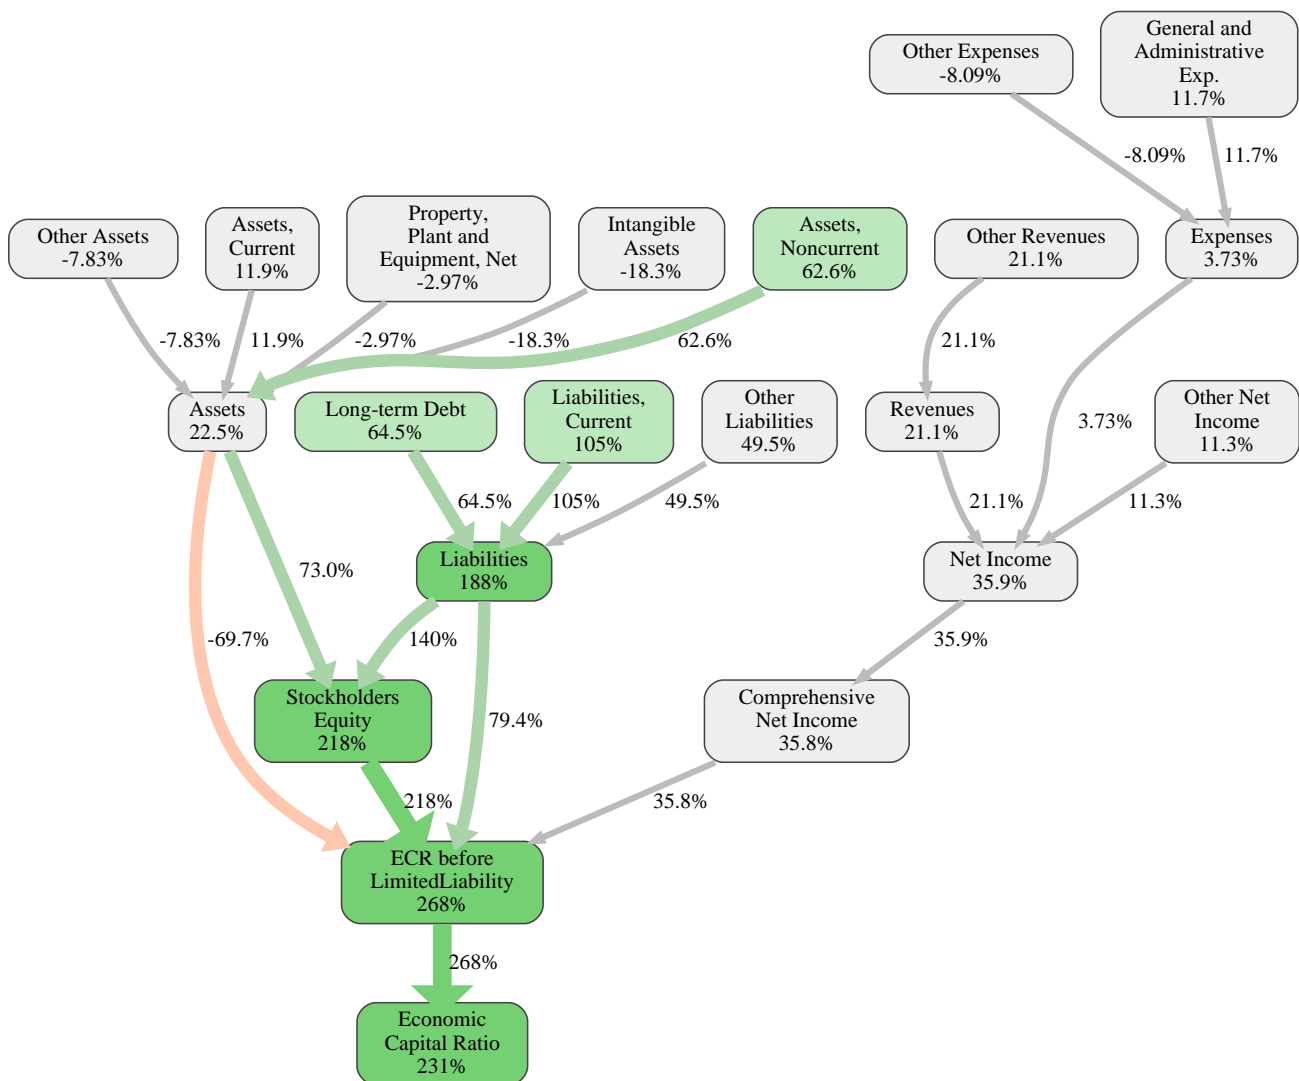 General and
Administrative
Exp.
11.7%
Other Expenses
-8.09%
-8.09%
11.7%
Other Assets
-7.83%
Assets,
Current
11.9%
Property,
Plant and
Equipment, Net
-2.97%
Intangible
Assets
-18.3%
Assets,
Noncurrent
62.6%
Other Revenues
21.1%
Expenses
3.73%
-7.83%
11.9%
-2.97%
-18.3%
62.6%
21.1%
Assets
22.5%
Long-term Debt
64.5%
Liabilities,
Current
105%
Other
Liabilities
49.5%
Revenues
21.1%
3.73%
Other Net
Income
11.3%
64.5%
105%
49.5%
21.1%
11.3%
73.0%
Liabilities
188%
Net Income
35.9%
-69.7%
140%
35.9%
Stockholders
Equity
218%
79.4%
Comprehensive
Net Income
35.8%
218%
35.8%
ECR before
LimitedLiability
268%
268%
Economic
Capital Ratio
231%